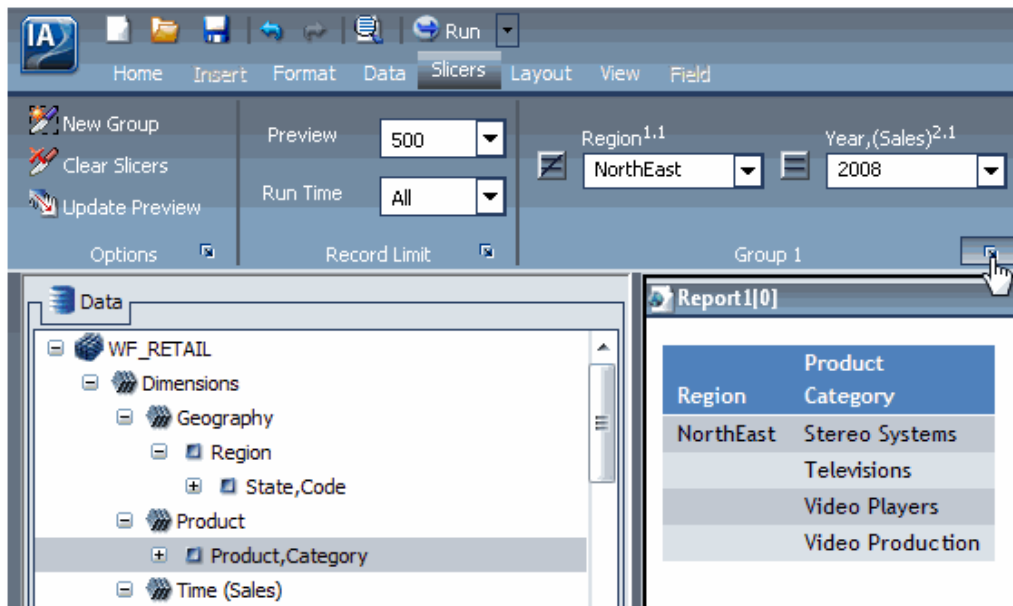 IA
Run
Home Insert Format Data Slicers Layout View Field
New Group
Clear Slicers
Update Preview
Options
Preview 500
Run Time All
Record Limit
Region1.1 Year,(Sales)2.1
NorthEast 2008
Group 1
Data
WF_RETAIL
Dimensions
Geography
Region
State,Code
Product
Product,Category
Time (Sales)
Report1[0]
Product
Region Category
NorthEast Stereo Systems
Televisions
Video Players
Video Production